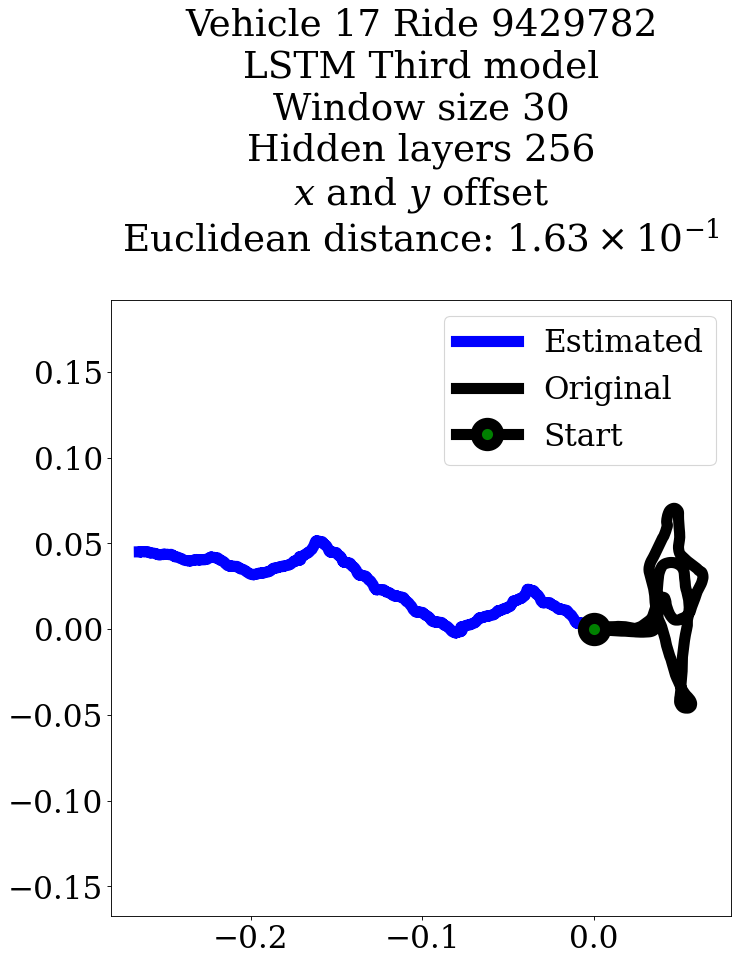 Vehicle 17 Ride 9429782
LSTM Third model
Window size 30
Hidden layers 256
x and y offset
Euclidean distance: 1.63 × 10⁻¹
Estimated
Original
Start
0.15
0.10
0.05
0.00
−0.05
−0.10
−0.15
−0.2 −0.1 0.0